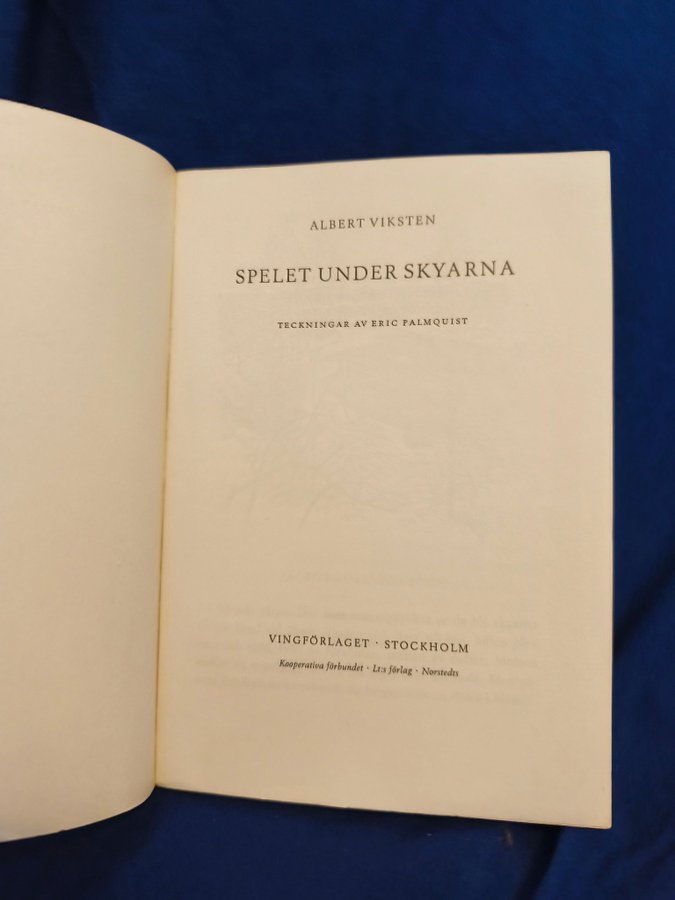 ALBERT VIKSTEN
SPELET UNDER SKYARNA
TECKNINGAR AV ERIC PALMQUIST
VINGFÖRLAGET · STOCKHOLM
Kooperativa förbundet · Lt:s förlag · Norstedts